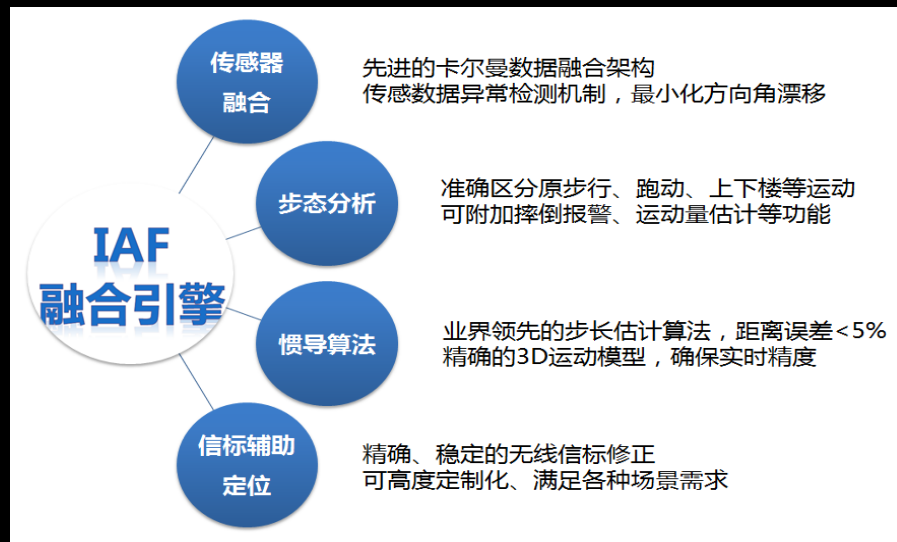 传感器
融合
先进的卡尔曼数据融合架构
传感数据异常检测机制，最小化方向角漂移
步态分析
准确区分原步行、跑动、上下楼等运动
可附加摔倒报警、运动量估计等功能
IAF
融合引擎
惯导算法
业界领先的步长估计算法，距离误差<5%
精确的3D运动模型，确保实时精度
信标辅助
定位
精确、稳定的无线信标修正
可高度定制化、满足各种场景需求